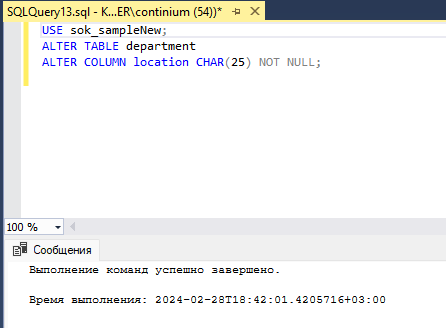 SQLQuery13.sql - K...ER\continium (54))*
USE sok_sampleNew;
ALTER TABLE department
ALTER COLUMN location CHAR(25) NOT NULL;
100 %
Сообщения
Выполнение команд успешно завершено.
Время выполнения: 2024-02-28T18:42:01.4205716+03:00